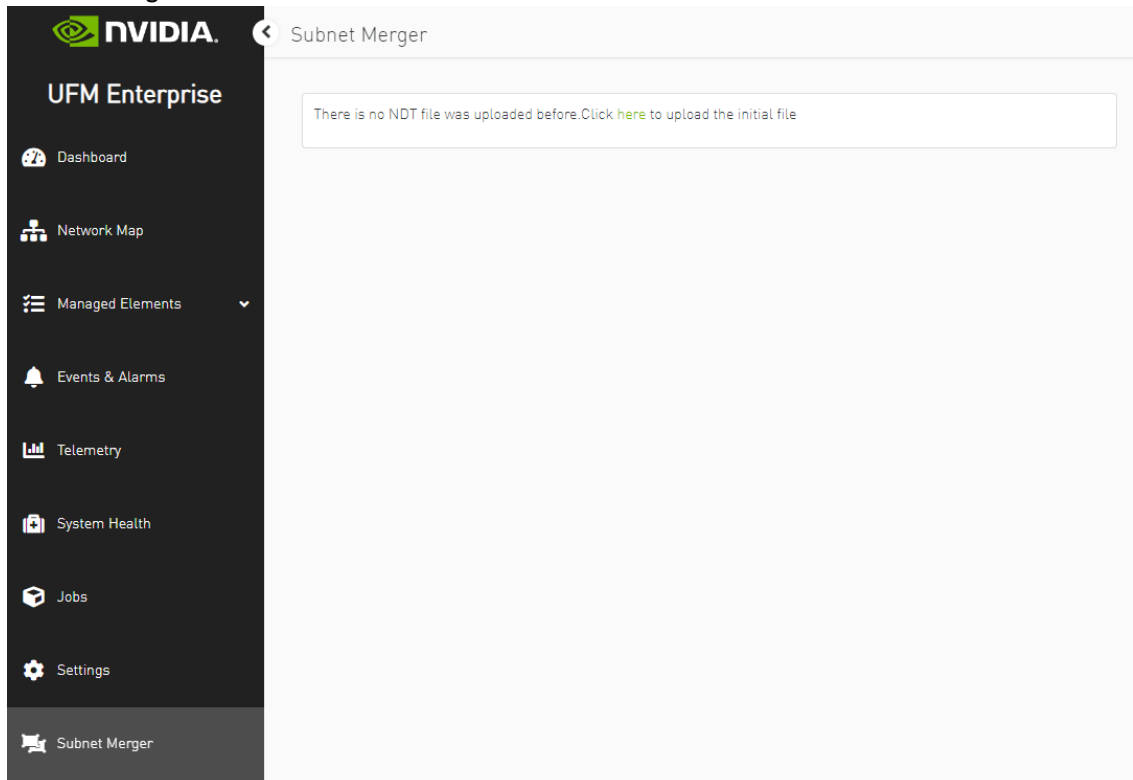 NVIDIA.
Subnet Merger
UFM Enterprise
There is no NDT file was uploaded before.Click here to upload the initial file
Dashboard
Network Map
Managed Elements
Events & Alarms
Telemetry
System Health
Jobs
Settings
Subnet Merger